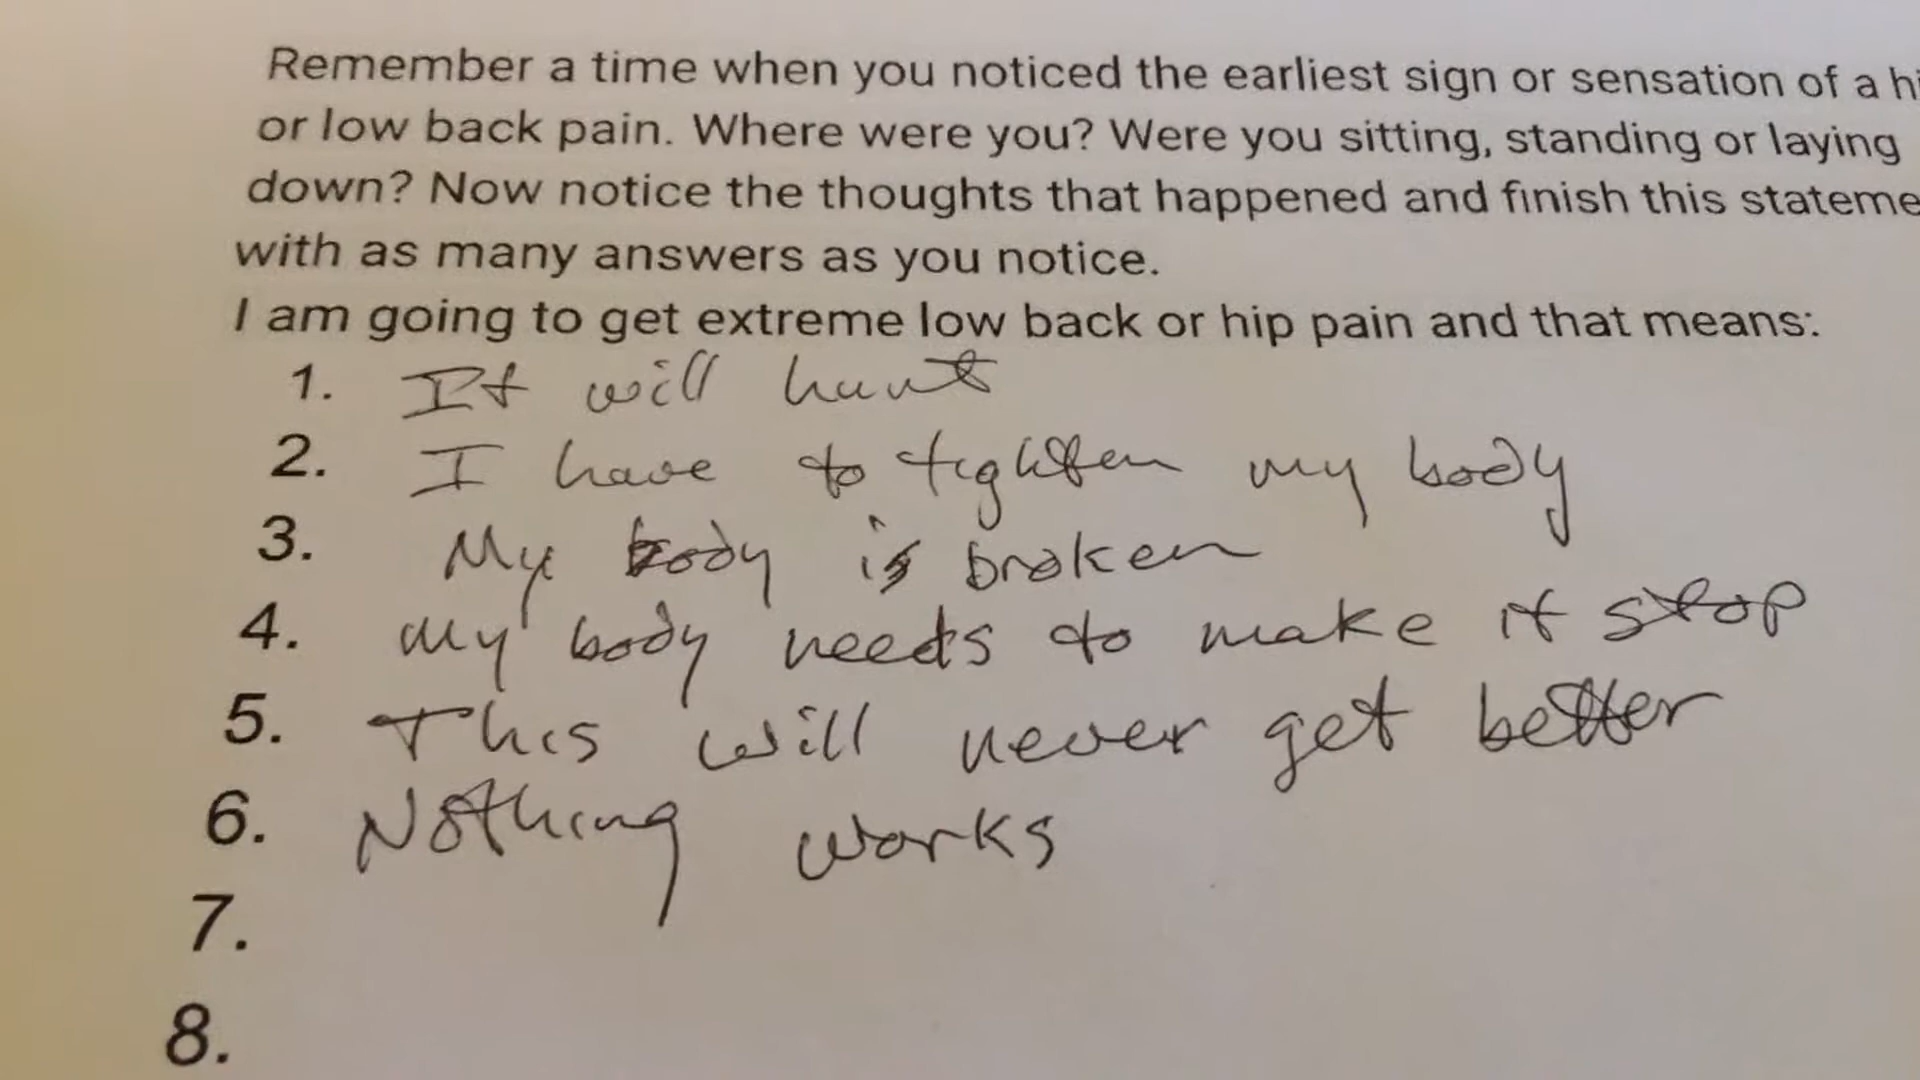 Remember a time when you noticed the earliest sign or sensation of a hi
or low back pain. Where were you? Were you sitting, standing or laying
down? Now notice the thoughts that happened and finish this stateme
with as many answers as you notice.
I am going to get extreme low back or hip pain and that means:
1. It will hurt
2. I have to tighten my body
3. My body is broken
4. My body needs to make it stop
5. This will never get better
6. Nothing works
7.
8.